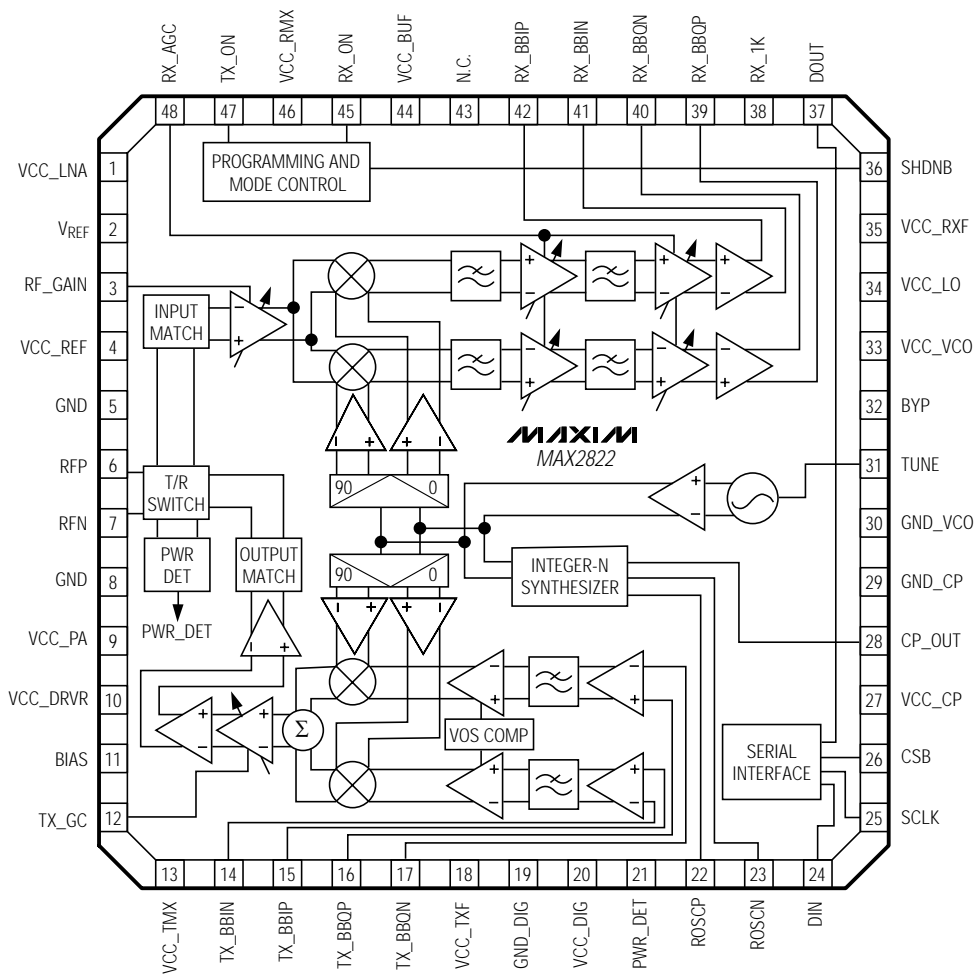 RX_AGC
TX_ON
VCC_RMX
RX_ON
VCC_BUF
N.C.
RX_BBIP
RX_BBIN
RX_BBQN
RX_BBQP
RX_1K
DOUT
48
47
46
45
44
43
42
41
40
39
38
37
VCC_LNA
1
VREF
2
RF_GAIN
3
VCC_REF
4
GND
5
RFP
6
RFN
7
GND
8
VCC_PA
9
VCC_DRVR
10
BIAS
11
TX_GC
12
36
SHDNB
35
VCC_RXF
34
VCC_LO
33
VCC_VCO
32
BYP
31
TUNE
30
GND_VCO
29
GND_CP
28
CP_OUT
27
VCC_CP
26
CSB
25
SCLK
PROGRAMMING AND
MODE CONTROL
INPUT
MATCH
− +
+ −
+ −
+ −
− +
− +
− +
− + + −
MAXIM
MAX2822
90 0
T/R
SWITCH
+ −
PWR
DET
OUTPUT
MATCH
90 0
INTEGER-N
SYNTHESIZER
PWR_DET
− +
− + + −
− +
− +
+ −
+ −
Σ
VOS COMP
+ −
+ −
SERIAL
INTERFACE
13
14
15
16
17
18
19
20
21
22
23
24
VCC_TMX
TX_BBIN
TX_BBIP
TX_BBQP
TX_BBQN
VCC_TXF
GND_DIG
VCC_DIG
PWR_DET
ROSCP
ROSCN
DIN